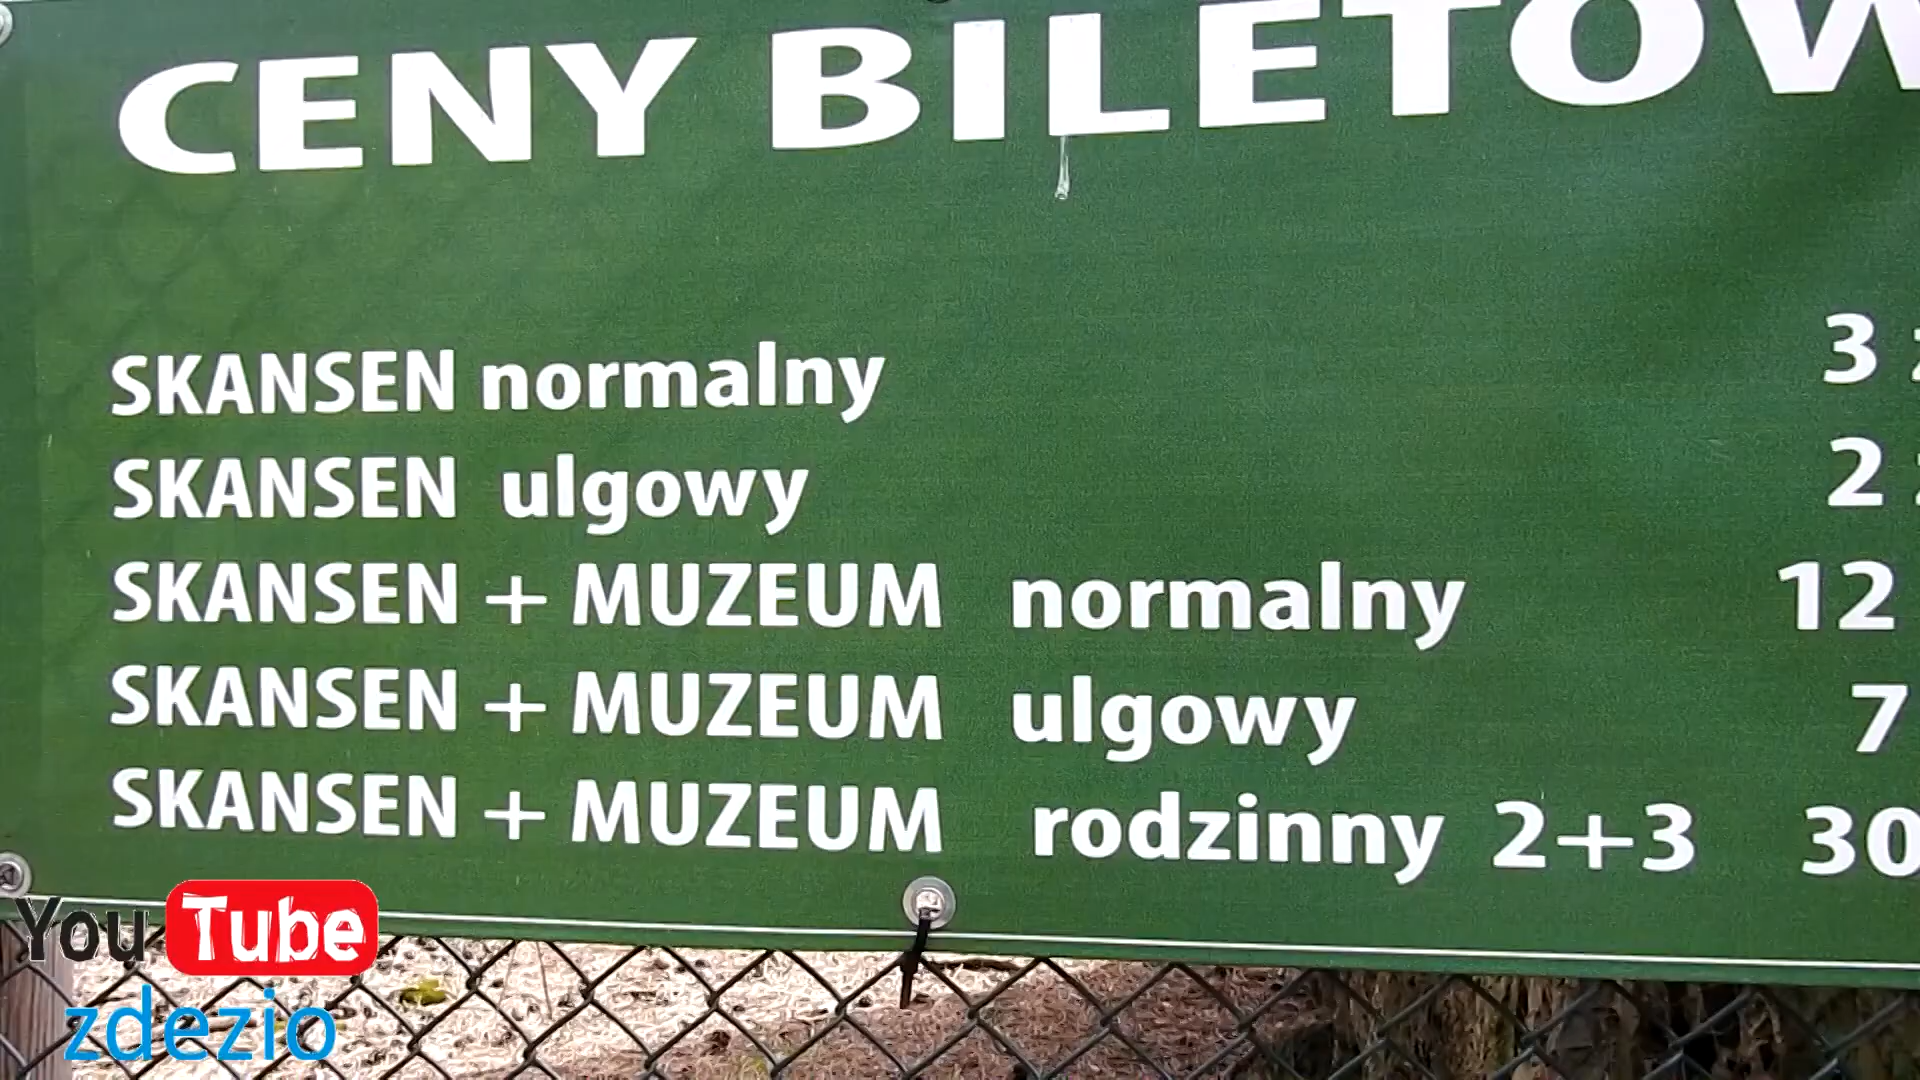 CENY BILETÓW
SKANSEN normalny 3 z
SKANSEN ulgowy 2
SKANSEN + MUZEUM normalny 12
SKANSEN + MUZEUM ulgowy 7
SKANSEN + MUZEUM rodzinny 2+3 30
YouTube
zdezio